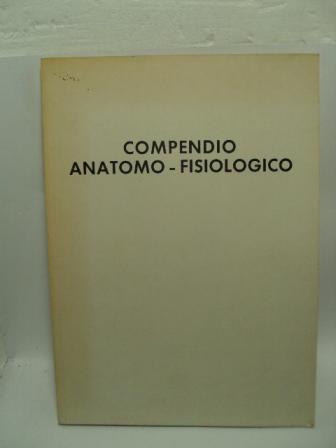 COMPENDIO
ANATOMO - FISIOLOGICO